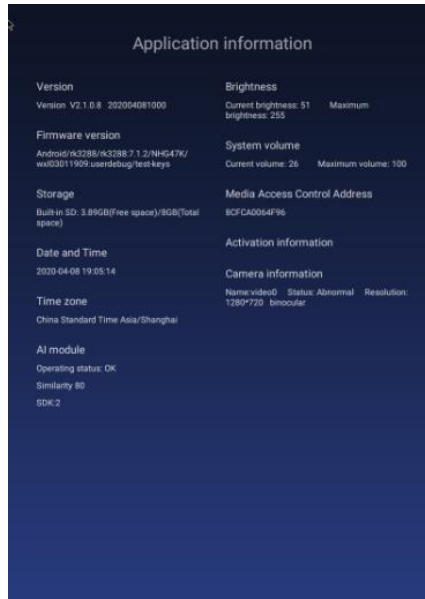 Application information
Version
Version V2.1.0.8 202004081000
Firmware version
Android/rk3288/rk3288:7.1.2/NHG47K/
wxl03011909:userdebug/test-keys
Storage
Built-in SD: 3.89GB(Free space)/8GB(Total
space)
Date and Time
2020-04-08 19:05:14
Time zone
China Standard Time Asia/Shanghai
AI module
Operating status: OK
Similarity 80
SDK:2
Brightness
Current brightness: 51 Maximum
brightness: 255
System volume
Current volume: 26 Maximum volume: 100
Media Access Control Address
BCFCA0064F96
Activation information
Camera information
Name:video0 Status: Abnormal Resolution:
1280*720 binocular